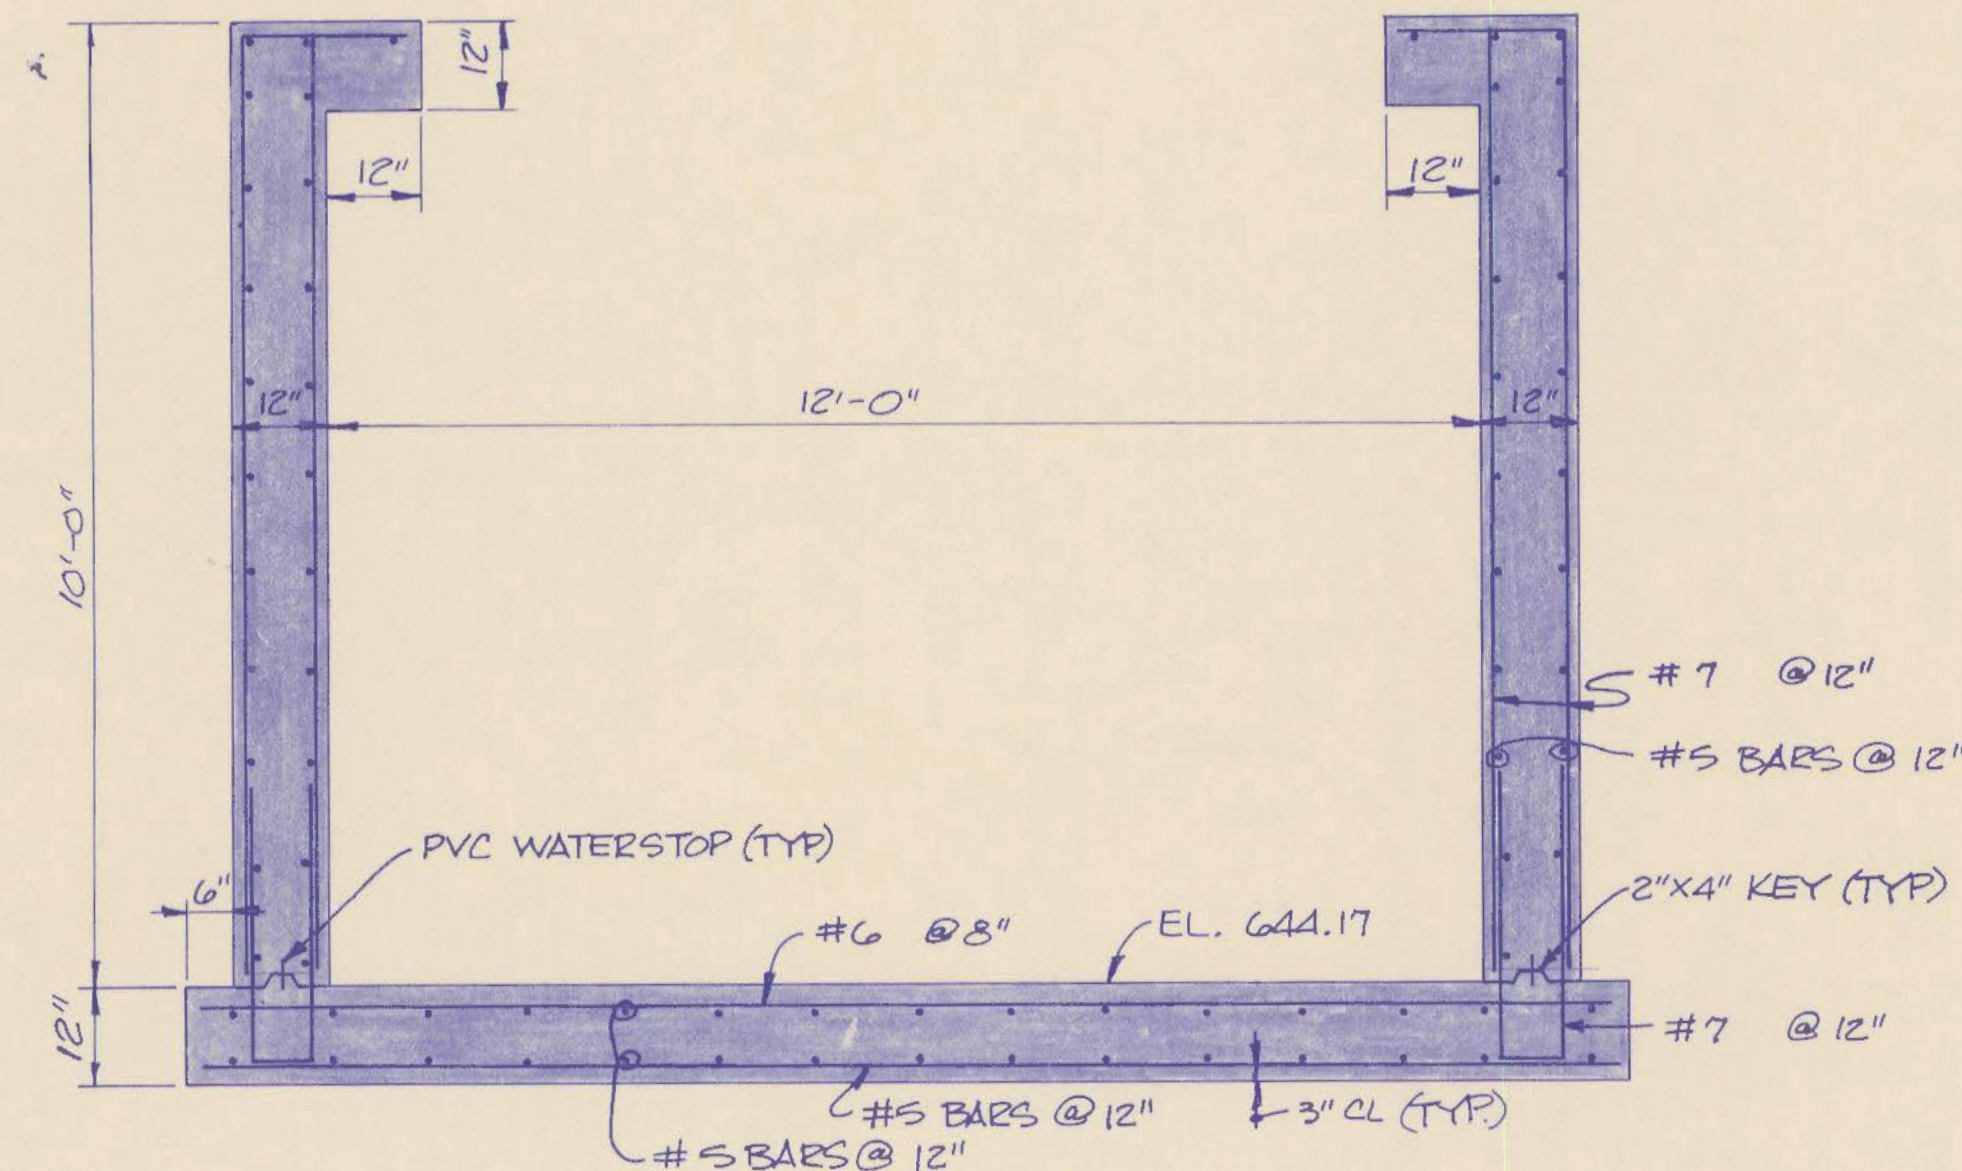 12"
12"
12"
12"
12'-0"
12"
10'-0"
# 7 @ 12"
#5 BARS @ 12"
PVC WATERSTOP (TYP)
6"
2"X4" KEY (TYP)
#6 @ 8"
EL. 644.17
12"
# 7 @ 12"
#5 BARS @ 12"
3" CL (TYP.)
#5 BARS @ 12"